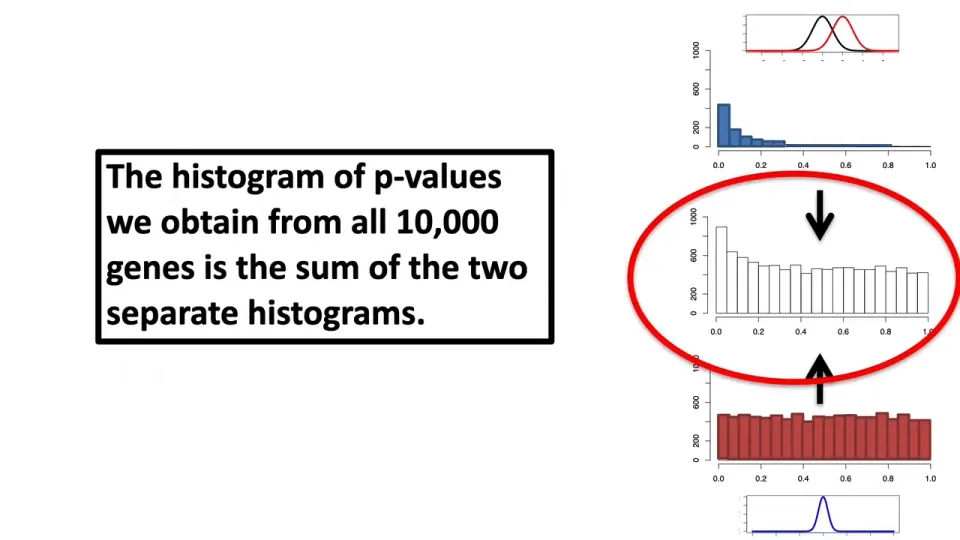 The histogram of p-values
we obtain from all 10,000
genes is the sum of the two
separate histograms.
1000
600
200
0
0.0 0.2 0.4 0.6 0.8 1.0
1000
600
200
0
0.0 0.2 0.4 0.6 0.8 1.0
1000
600
200
0
0.0 0.2 0.4 0.6 0.8 1.0